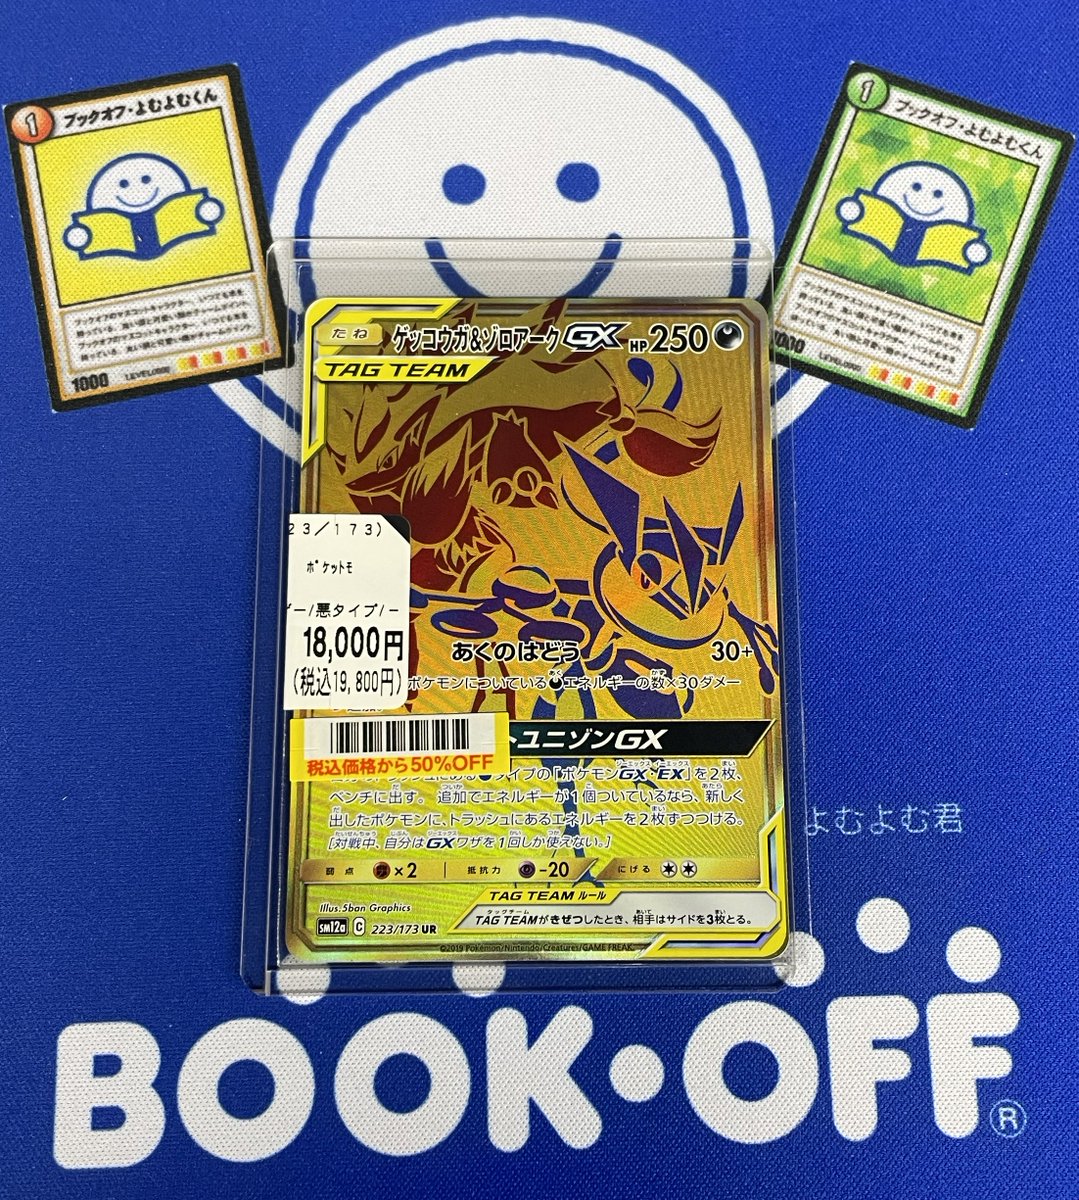 1
ブックオフ・よむよむくん
1000
1
ブックオフ・よむよむくん
たね
ゲッコウガ&ゾロアークGX
HP 250
TAG TEAM
23/173)
ポケットモ
ー/悪タイプ/ー
18,000円
(税込19,800円)
税込価格から50%OFF
あくのはどう 30+
ポケモンについているエネルギーの数×30ダメー
トユニゾンGX
タイプの「ポケモンGX・EX」を2枚、
ベンチに出す。追加でエネルギーが1個ついているなら、新しく
出したポケモンに、トラッシュにあるエネルギーを2枚ずつつける。
[対戦中、自分はGXワザを1回しか使えない。]
弱点 ×2 抵抗力 -20 にげる
TAG TEAM ルール
TAG TEAMがきぜつしたとき、相手はサイドを3枚とる。
Illus.5ban Graphics
sm12a C 223/173 UR
©2019 Pokémon/Nintendo/Creatures/GAME FREAK.
よむよむ君
BOOK・OFF®